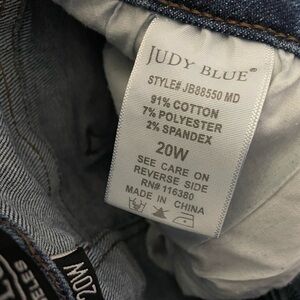 JUDY BLUE®
STYLE# JB88550 MD
91% COTTON
7% POLYESTER
2% SPANDEX
20W
SEE CARE ON
REVERSE SIDE
RN# 116380
MADE IN CHINA
20W